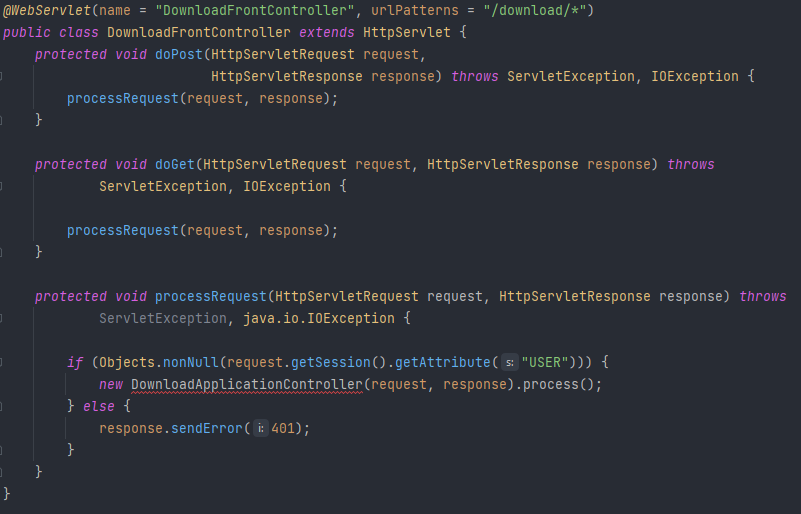 @WebServlet(name = "DownloadFrontController", urlPatterns = "/download/*")
public class DownloadFrontController extends HttpServlet {
    protected void doPost(HttpServletRequest request,
                          HttpServletResponse response) throws ServletException, IOException {
        processRequest(request, response);
    }

    protected void doGet(HttpServletRequest request, HttpServletResponse response) throws
            ServletException, IOException {

        processRequest(request, response);
    }

    protected void processRequest(HttpServletRequest request, HttpServletResponse response) throws
            ServletException, java.io.IOException {

        if (Objects.nonNull(request.getSession().getAttribute( s: "USER"))) {
            new DownloadApplicationController(request, response).process();
        } else {
            response.sendError( i: 401);
        }
    }
}